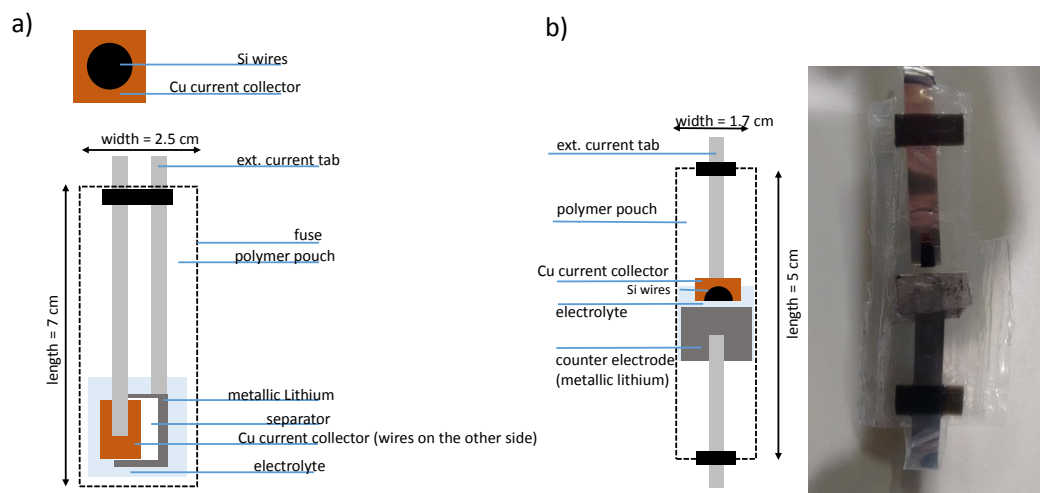 a)
Si wires
Cu current collector
width = 2.5 cm
ext. current tab
fuse
polymer pouch
length = 7 cm
metallic Lithium
separator
Cu current collector (wires on the other side)
electrolyte
b)
width = 1.7 cm
ext. current tab
polymer pouch
Cu current collector
Si wires
electrolyte
length = 5 cm
counter electrode
(metallic lithium)